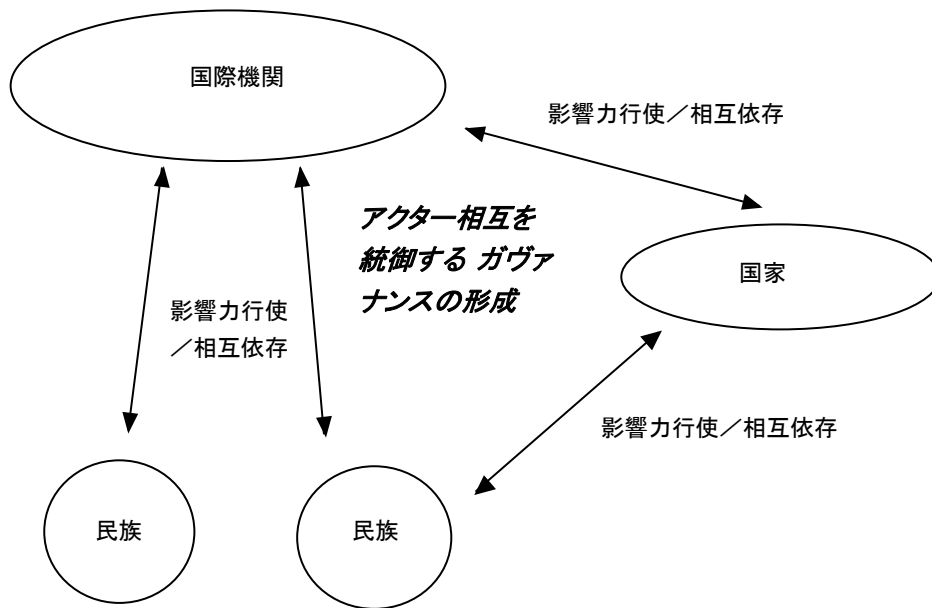 国際機関
影響力行使／相互依存
アクター相互を
統御する ガヴァ
ナンスの形成
国家
影響力行使
／相互依存
影響力行使／相互依存
民族
民族